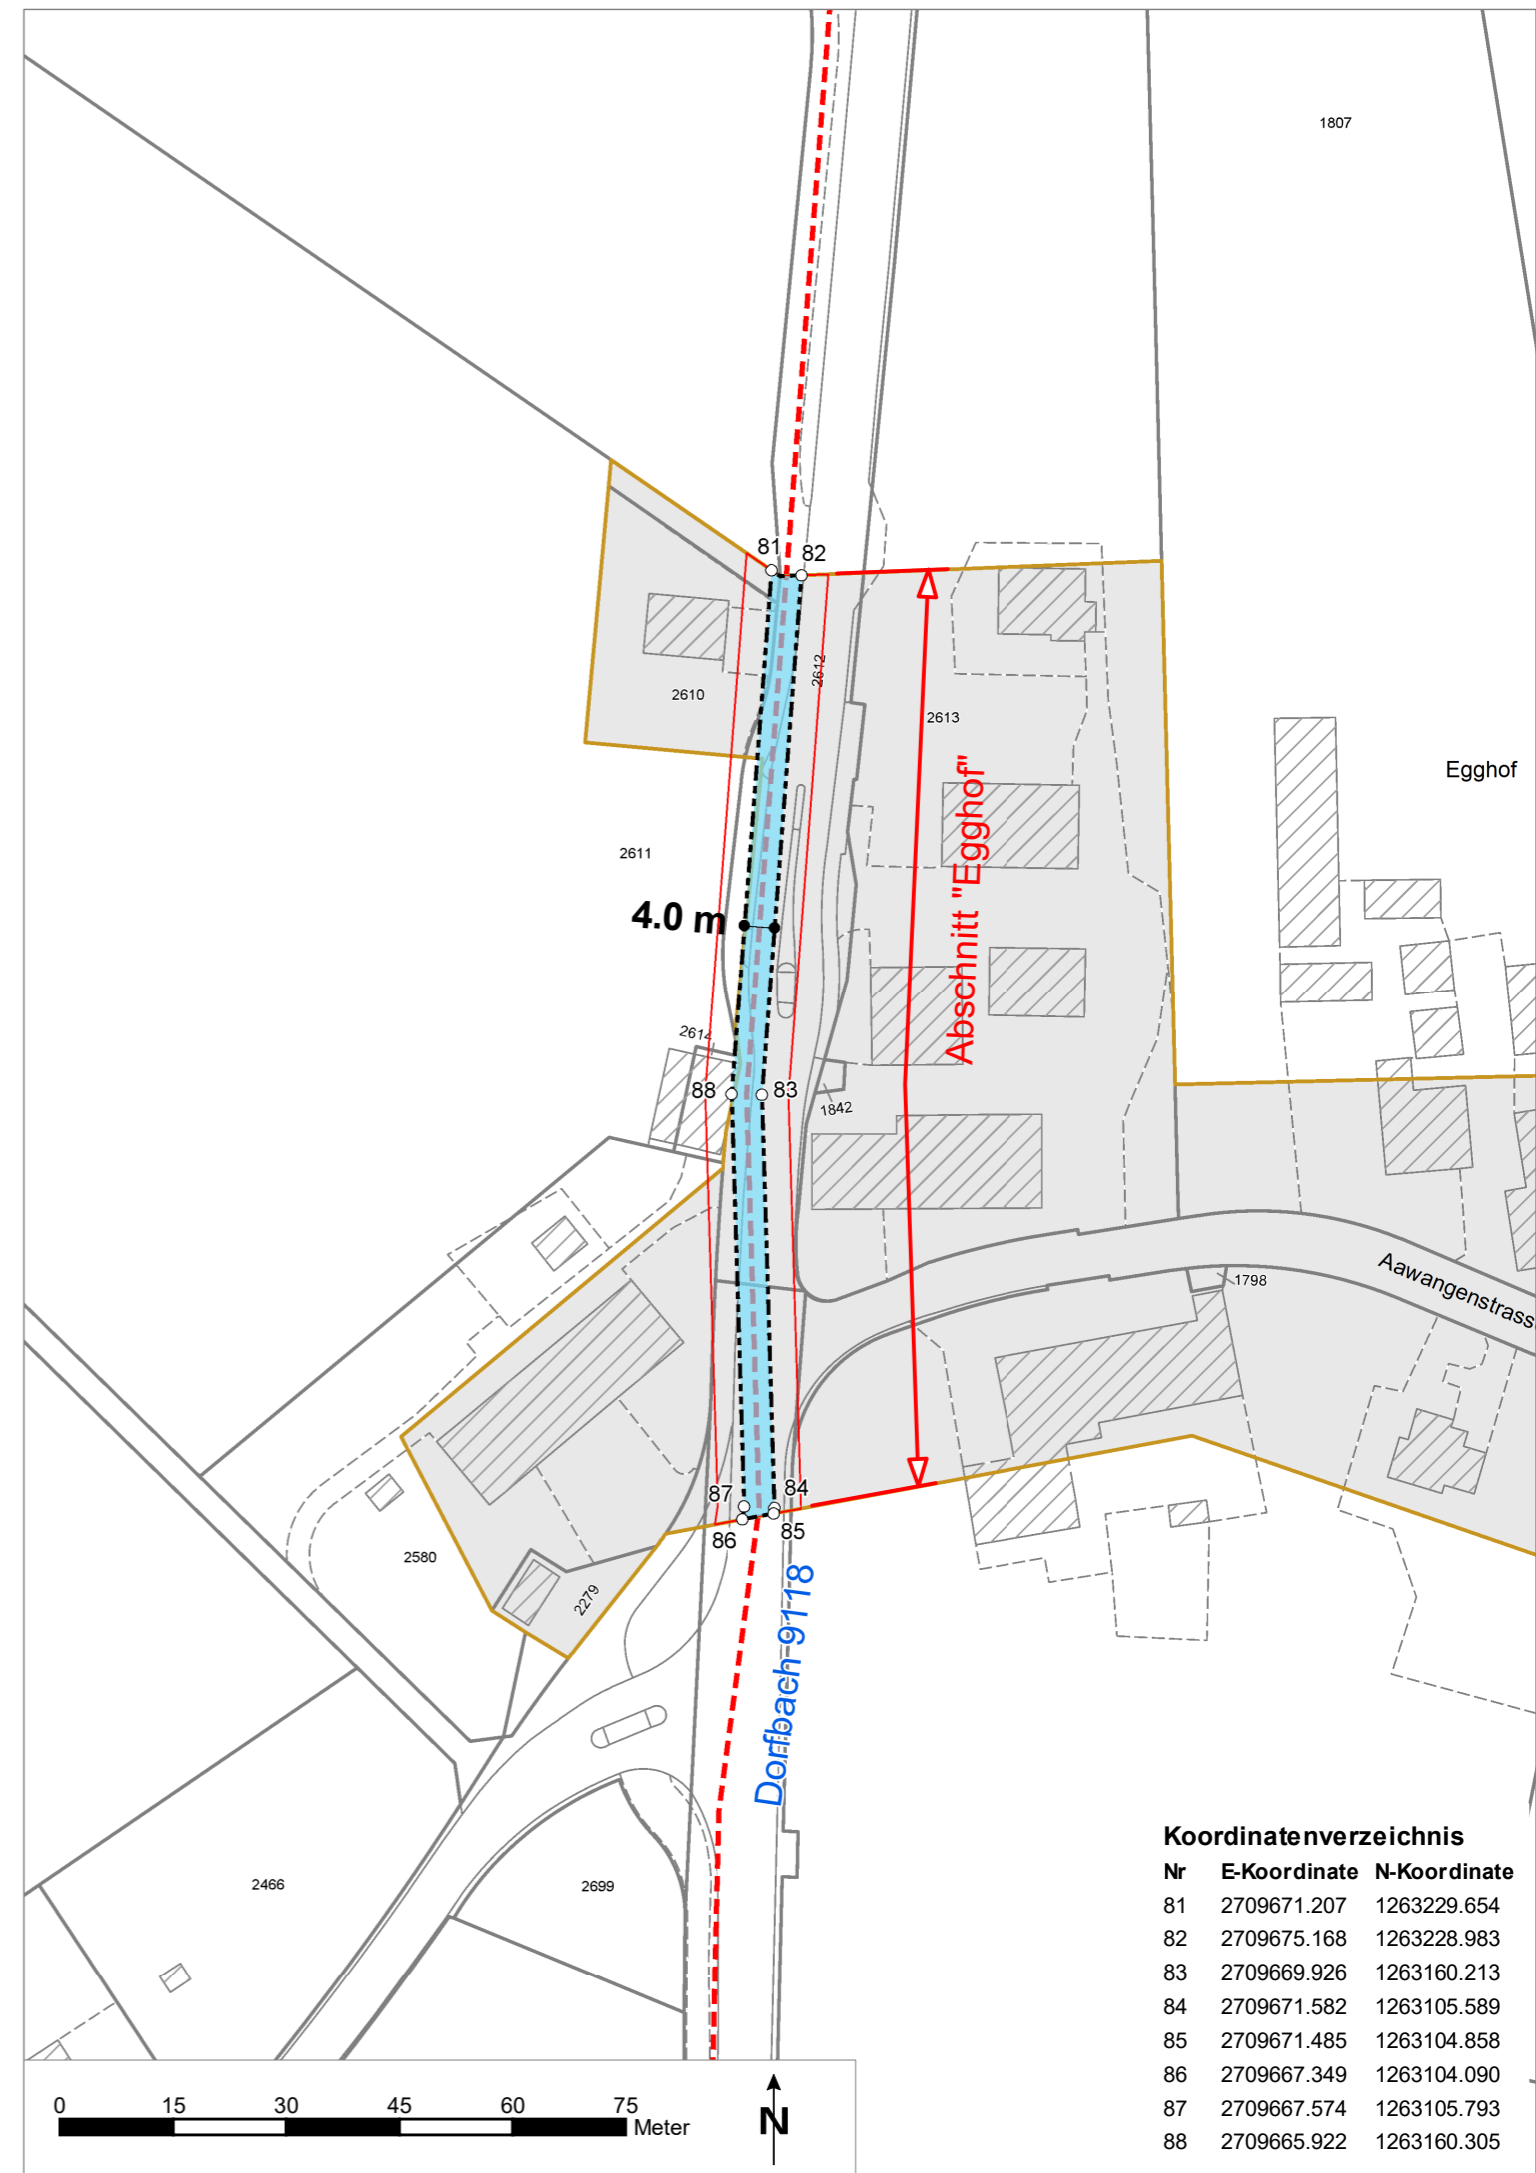 1807
81
82
2612
2610
2613
Egghof
Abschnitt "Egghof"
2611
4.0 m
2614
88
83
1842
Aawangenstrass
1798
87
84
86
85
2580
2279
Dorfbach 9118
2466
2699
Koordinatenverzeichnis
Nr E-Koordinate N-Koordinate
81 2709671.207 1263229.654
82 2709675.168 1263228.983
83 2709669.926 1263160.213
84 2709671.582 1263105.589
85 2709671.485 1263104.858
86 2709667.349 1263104.090
87 2709667.574 1263105.793
88 2709665.922 1263160.305
0 15 30 45 60 75
Meter
N